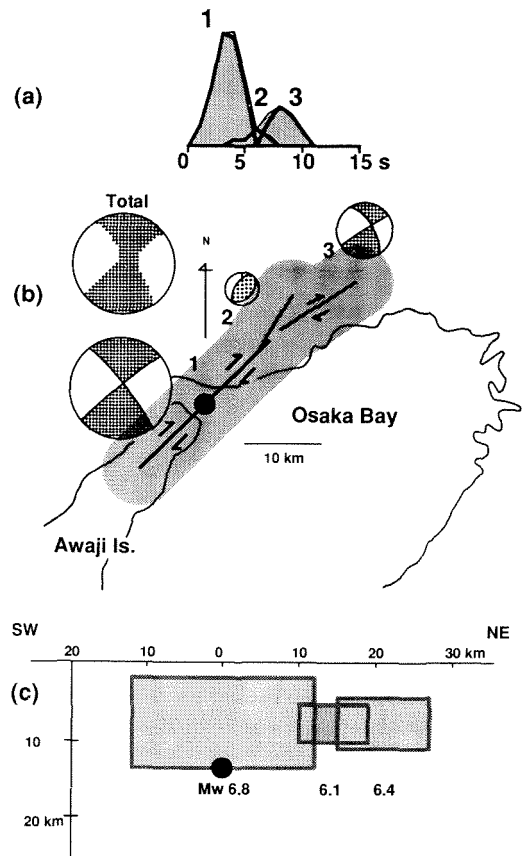 1
(a)
2 3
0 5 10 15 s
Total
N
3
(b)
2
1
Osaka Bay
10 km
Awaji Is.
SW NE
20 10 0 10 20 30 km
(c)
10
Mw 6.8 6.1 6.4
20 km